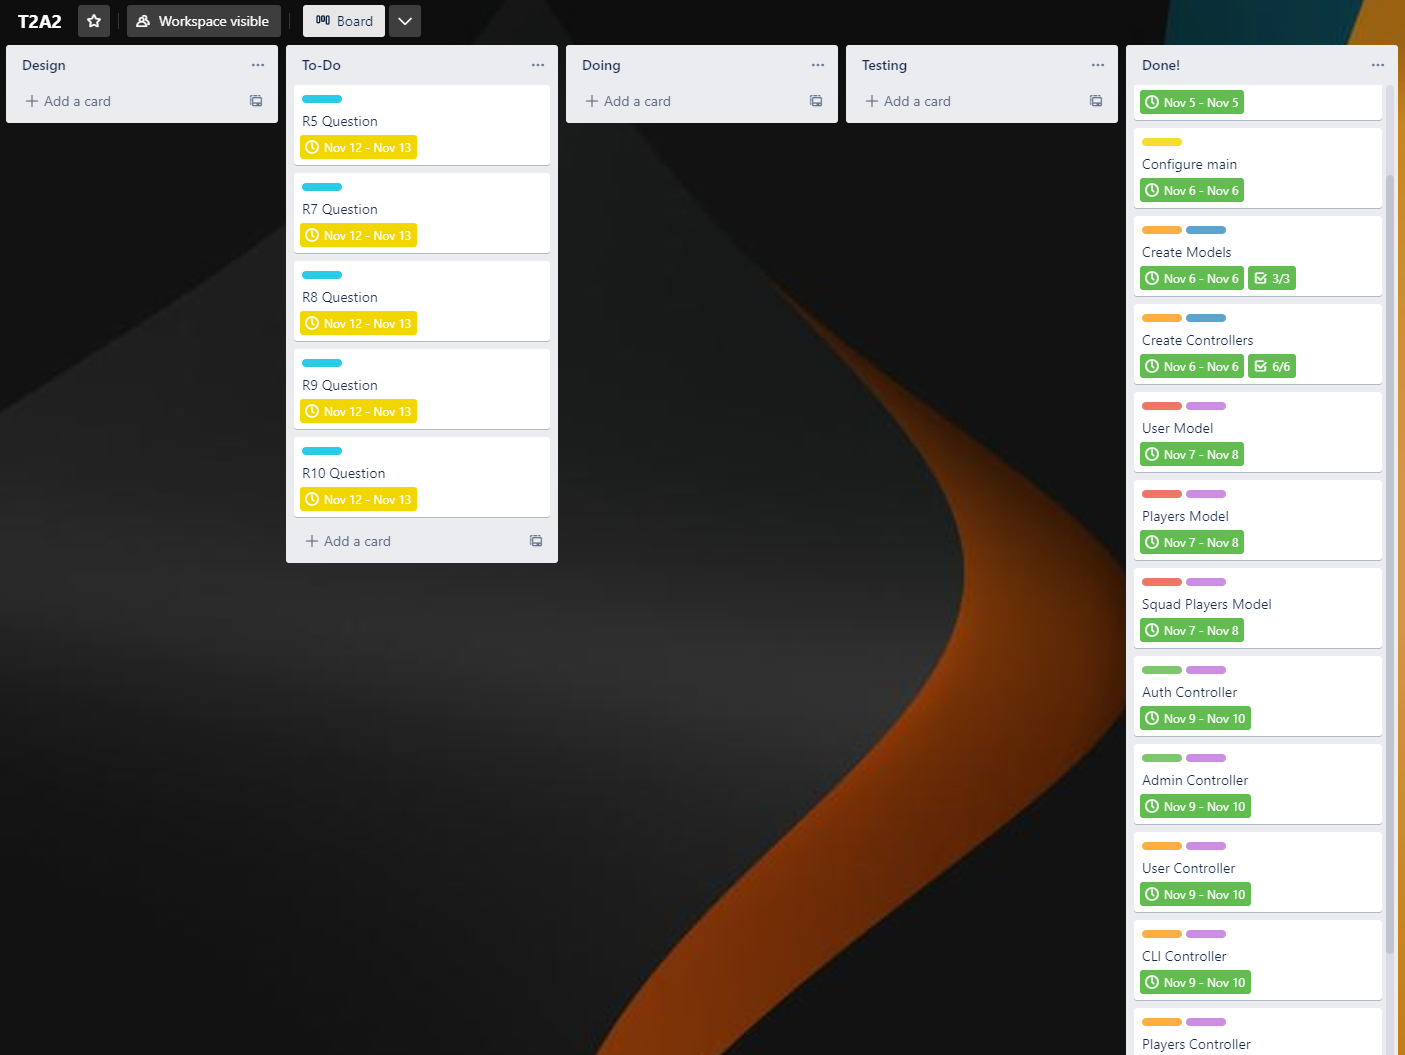 T2A2
Workspace visible
Board
Design
Add a card
To-Do
R5 Question
Nov 12 - Nov 13
R7 Question
Nov 12 - Nov 13
R8 Question
Nov 12 - Nov 13
R9 Question
Nov 12 - Nov 13
R10 Question
Nov 12 - Nov 13
Add a card
Doing
Add a card
Testing
Add a card
Done!
Nov 5 - Nov 5
Configure main
Nov 6 - Nov 6
Create Models
Nov 6 - Nov 6 3/3
Create Controllers
Nov 6 - Nov 6 6/6
User Model
Nov 7 - Nov 8
Players Model
Nov 7 - Nov 8
Squad Players Model
Nov 7 - Nov 8
Auth Controller
Nov 9 - Nov 10
Admin Controller
Nov 9 - Nov 10
User Controller
Nov 9 - Nov 10
CLI Controller
Nov 9 - Nov 10
Players Controller